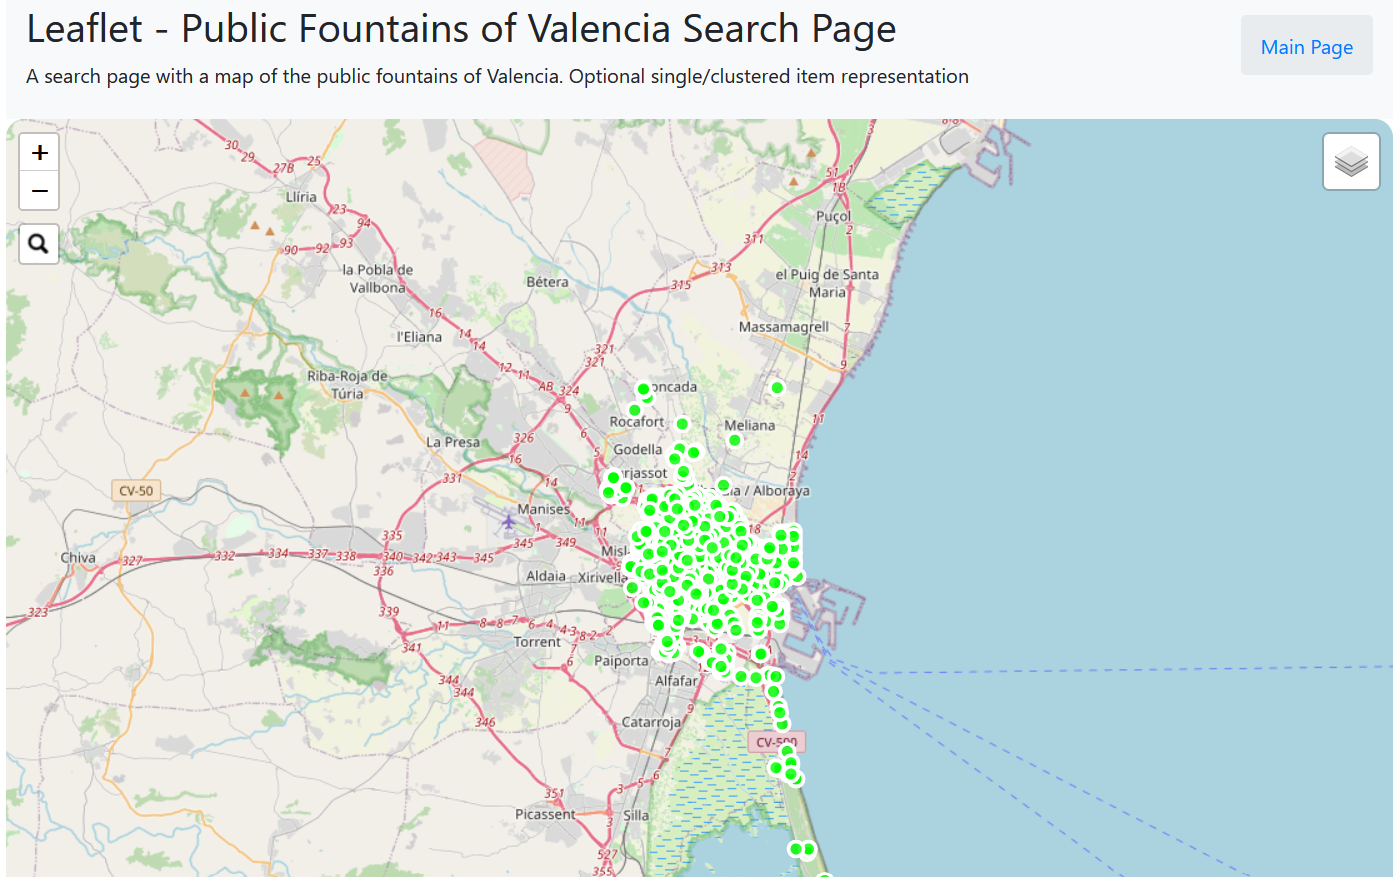 Leaflet - Public Fountains of Valencia Search Page
Main Page
A search page with a map of the public fountains of Valencia. Optional single/clustered item representation
+
−
30
29
27B
25
Llíria
23
94
90
92
93
la Pobla de
Vallbona
Bétera
51
1B
1
3
Puçol
2
311
313
315
el Puig de Santa
Maria
Massamagrell
7
9
16
l'Eliana
14
14
12
11
321
321
AB
324
9
Riba-Roja de
Túria
oncada
Rocafort
Meliana
11
6
5
La Presa
326
Godella
14
2
16
331
rjassot
14
ia / Alboraya
CV-50
Manises
11
1
11
18
335
345
349
Misl
Chiva
327
332
334
337
338
340
342
343
345
336
Aldaia
Xirivella
323
339
11
8
8
7
6
4
4
3
8
2
341
Torrent
6
Paiporta
Alfafar
344
344
9
346
Catarroja
CV-500
7
351
3
5
6
Picassent
3
Silla
527
355